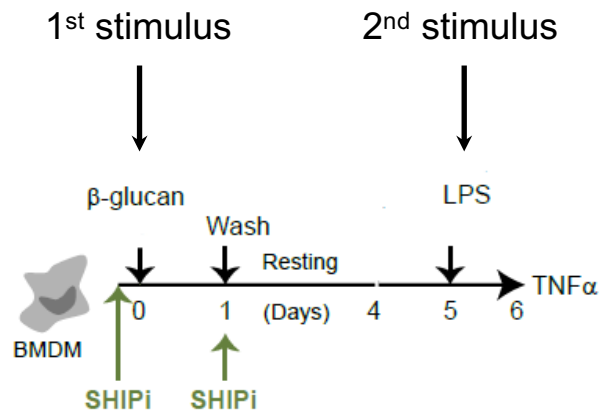 1st stimulus
2nd stimulus
β-glucan
LPS
Wash
Resting
TNFα
0
1
(Days)
4
5
6
BMDM
SHIPi
SHIPi